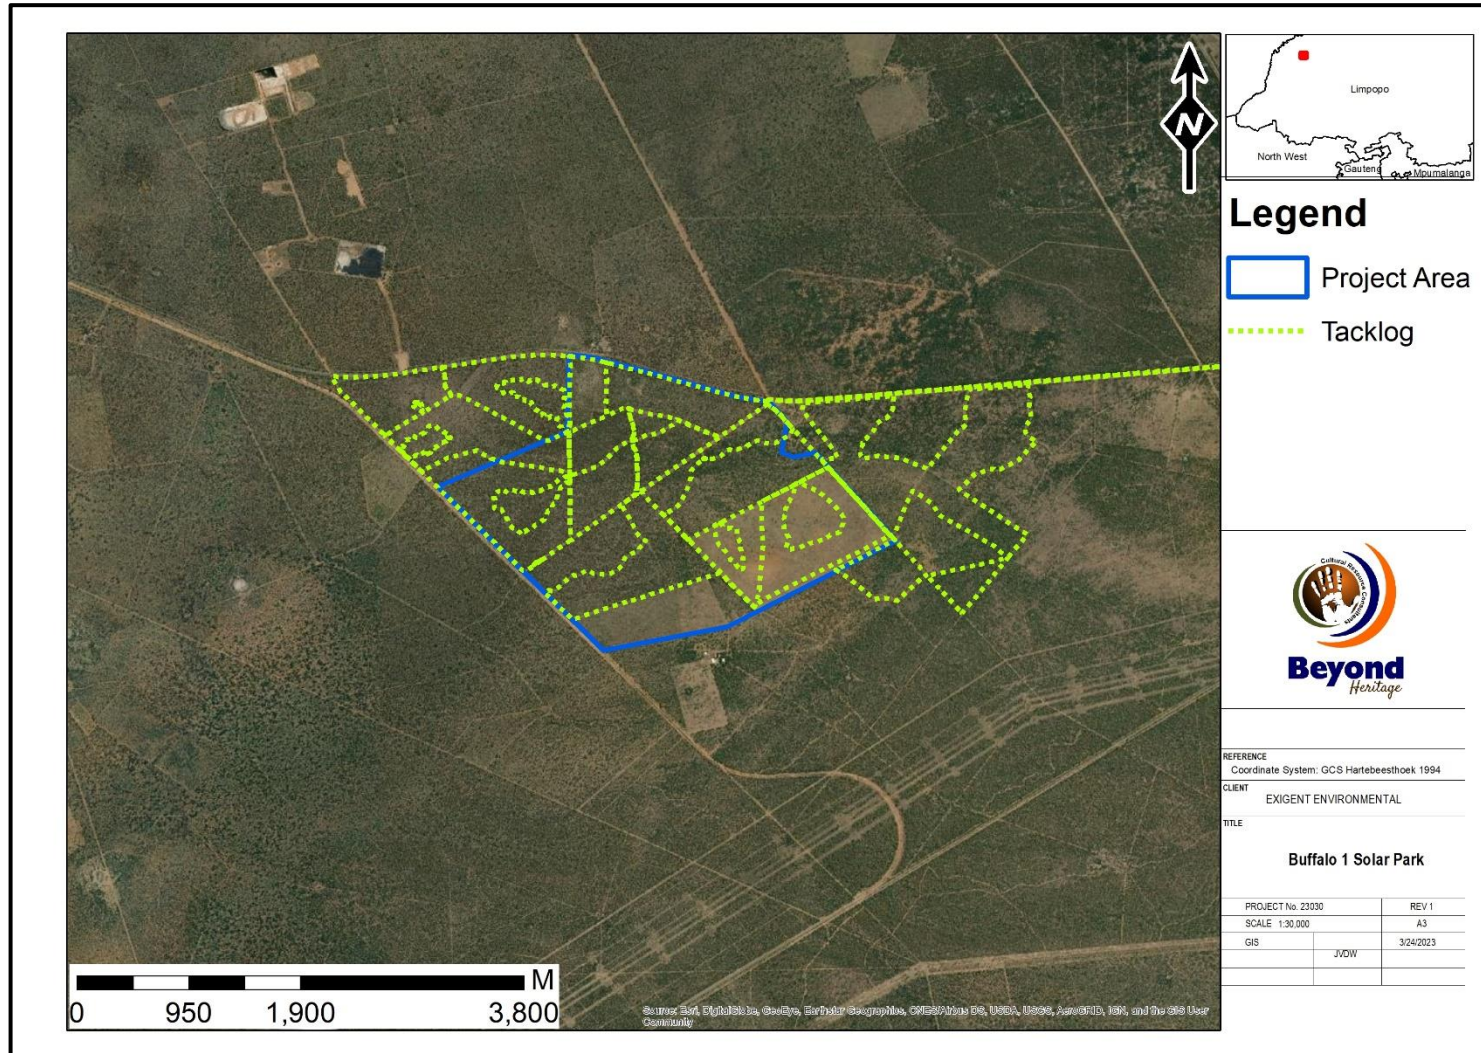 N
Limpopo
North West
Gauteng
Mpumalanga
Legend
Project Area
Tacklog
Cultural Resource Consultants
Beyond
Heritage
REFERENCE
Coordinate System: GCS Hartebeesthoek 1994
CLIENT
EXIGENT ENVIRONMENTAL
TITLE
Buffalo 1 Solar Park
PROJECT No. 23030 REV 1
SCALE 1:30,000 A3
GIS 3/24/2023
JVDW
M
0 950 1,900 3,800
Source: Esri, DigitalGlobe, GeoEye, Earthstar Geographics, CNES/Airbus DS, USDA, USGS, AeroGRID, IGN, and the GIS User
Community